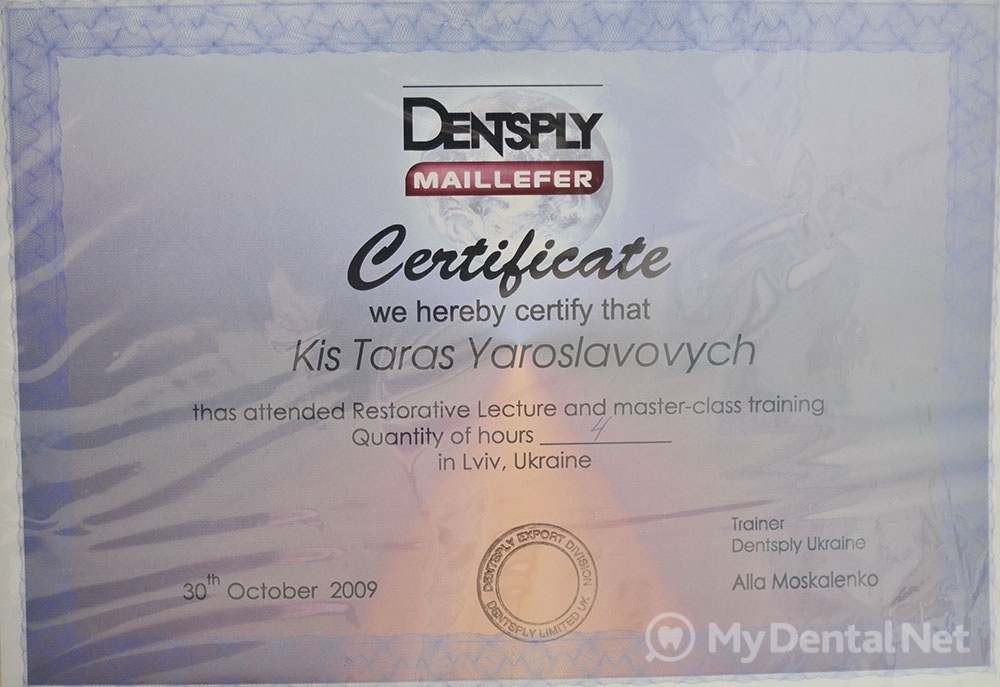 DENTSPLY
MAILLEFER
Certificate
we hereby certify that
Kis Taras Yaroslavovych
thas attended Restorative Lecture and master-class training
Quantity of hours 4
in Lviv, Ukraine
Trainer
Dentsply Ukraine
Alla Moskalenko
30th October 2009
DENTSPLY EXPORT DIVISION
DENTSPLY LIMITED UK
MyDentalNet